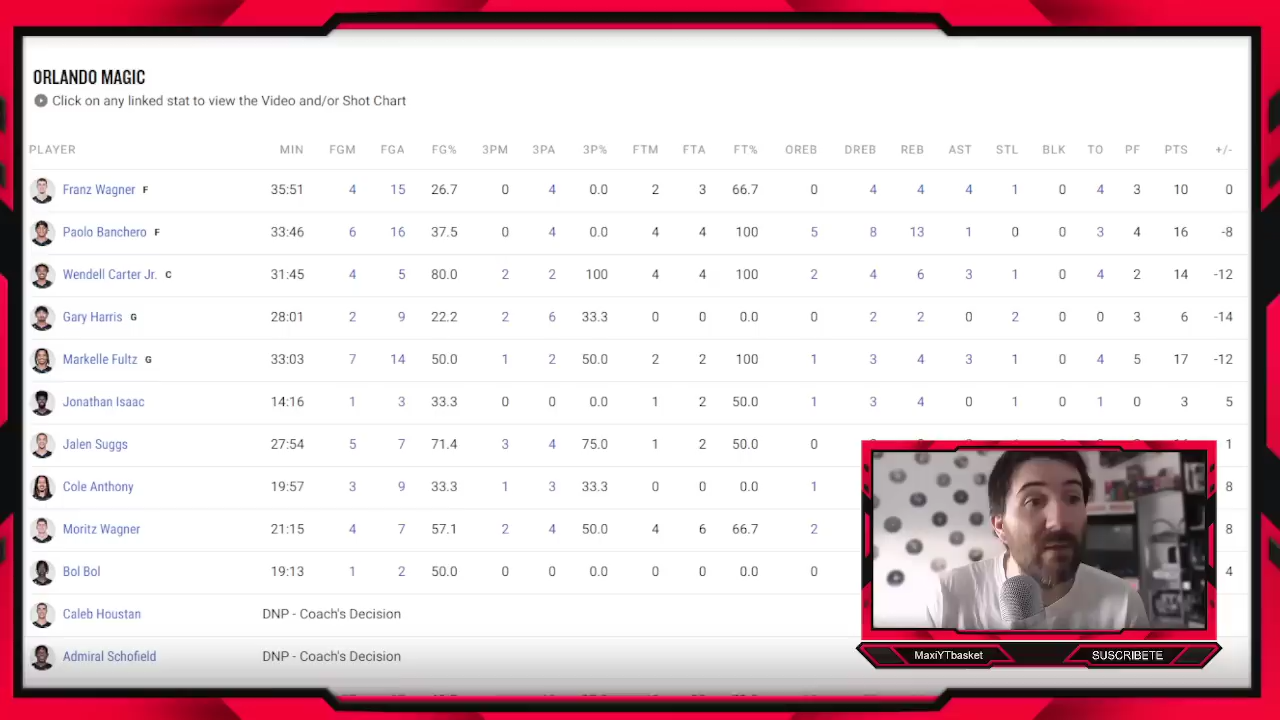 ORLANDO MAGIC
Click on any linked stat to view the Video and/or Shot Chart
PLAYER MIN FGM FGA FG% 3PM 3PA 3P% FTM FTA FT% OREB DREB REB AST STL BLK TO PF PTS +/-
Franz Wagner F 35:51 4 15 26.7 0 4 0.0 2 3 66.7 0 4 4 4 1 0 4 3 10 0
Paolo Banchero F 33:46 6 16 37.5 0 4 0.0 4 4 100 5 8 13 1 0 0 3 4 16 -8
Wendell Carter Jr. C 31:45 4 5 80.0 2 2 100 4 4 100 2 4 6 3 1 0 4 2 14 -12
Gary Harris G 28:01 2 9 22.2 2 6 33.3 0 0 0.0 0 2 2 0 2 0 0 3 6 -14
Markelle Fultz G 33:03 7 14 50.0 1 2 50.0 2 2 100 1 3 4 3 1 0 4 5 17 -12
Jonathan Isaac 14:16 1 3 33.3 0 0 0.0 1 2 50.0 1 3 4 0 1 0 1 0 3 5
Jalen Suggs 27:54 5 7 71.4 3 4 75.0 1 2 50.0 0 1
Cole Anthony 19:57 3 9 33.3 1 3 33.3 0 0 0.0 1 8
Moritz Wagner 21:15 4 7 57.1 2 4 50.0 4 6 66.7 2 8
Bol Bol 19:13 1 2 50.0 0 0 0.0 0 0 0.0 0 4
Caleb Houstan DNP - Coach's Decision
Admiral Schofield DNP - Coach's Decision
MaxiYTbasket SUSCRIBETE